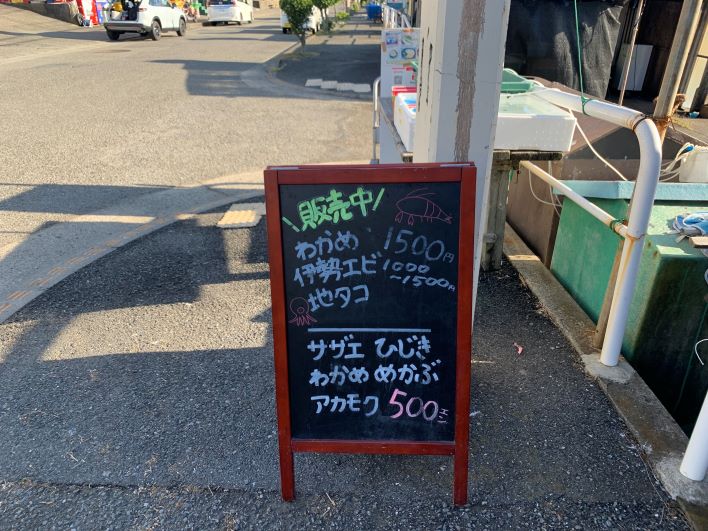 販売中
わかめ 1500円
伊勢エビ 1000〜1500円
地タコ
サザエ ひじき
わかめ めかぶ
アカモク 500エン